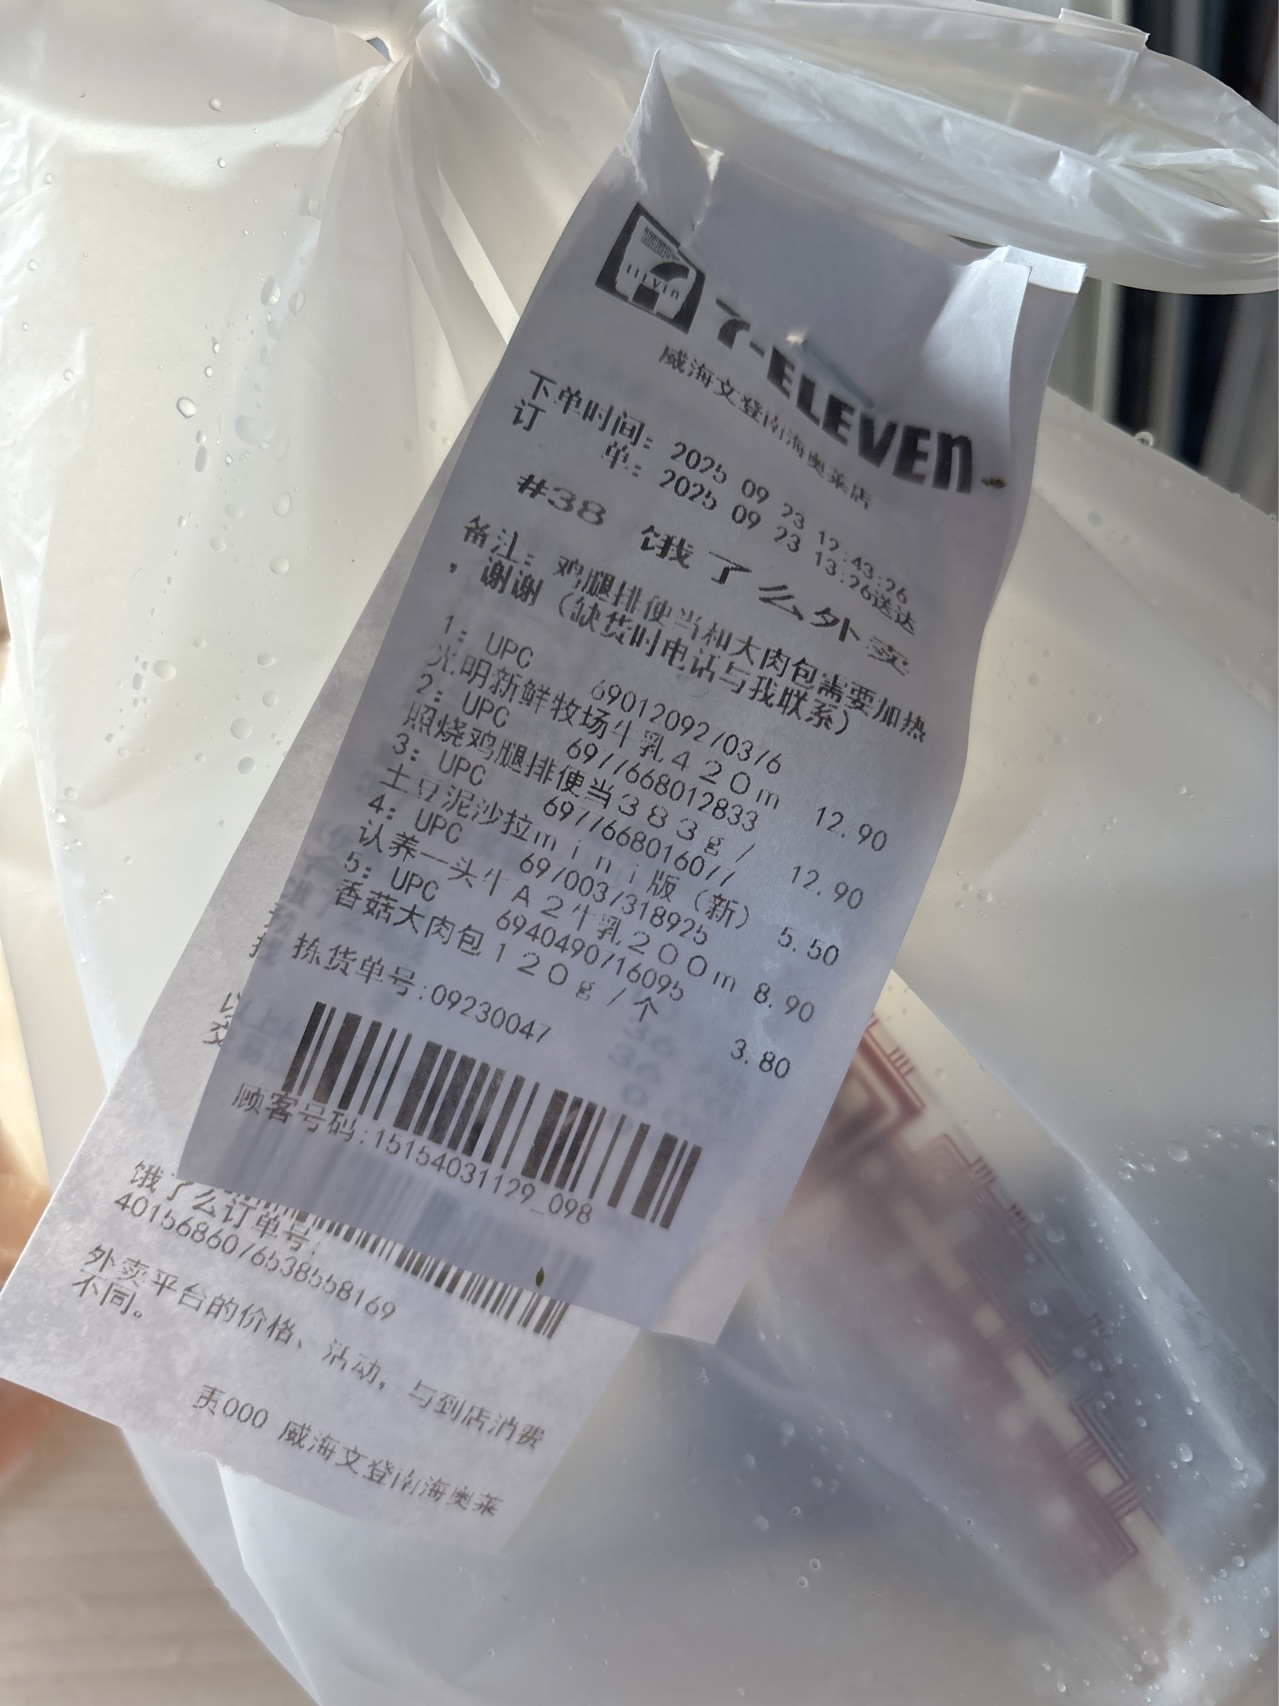 7-ELEVEN
威海文登南海奥莱店
下单时间: 2025 09 23 12:43:26
订 单: 2025 09 23 13:26送达
#38 饿了么外卖
备注: 鸡腿排便当和大肉包需要加热
, 谢谢 (缺货时电话与我联系)
1: UPC 6901209270376
光明新鲜牧场牛乳420m 12.90
2: UPC 6977668012833
照烧鸡腿排便当383g/ 12.90
3: UPC 6977668016077
土豆泥沙拉mini版(新) 5.50
4: UPC 6970037318925
认养一头牛A2牛乳200m 8.90
5: UPC 6940490716095
香菇大肉包120g/个 3.80
拣货单号:09230047
顾客号码:15154031129_098
饿了么订单号:
4015686076538558169
外卖平台的价格、活动, 与到店消费
不同。
责000 威海文登南海奥莱